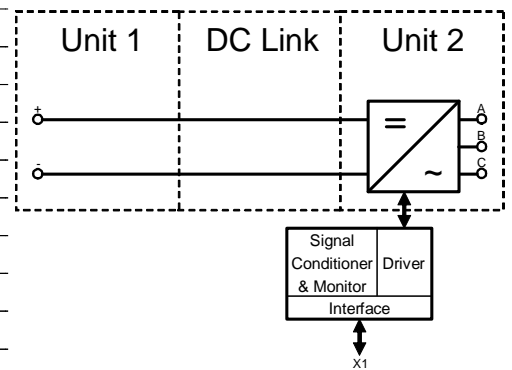 Unit 1 DC Link Unit 2
+
-
=
~
A
B
C
Signal
Conditioner
& Monitor
Driver
Interface
X1